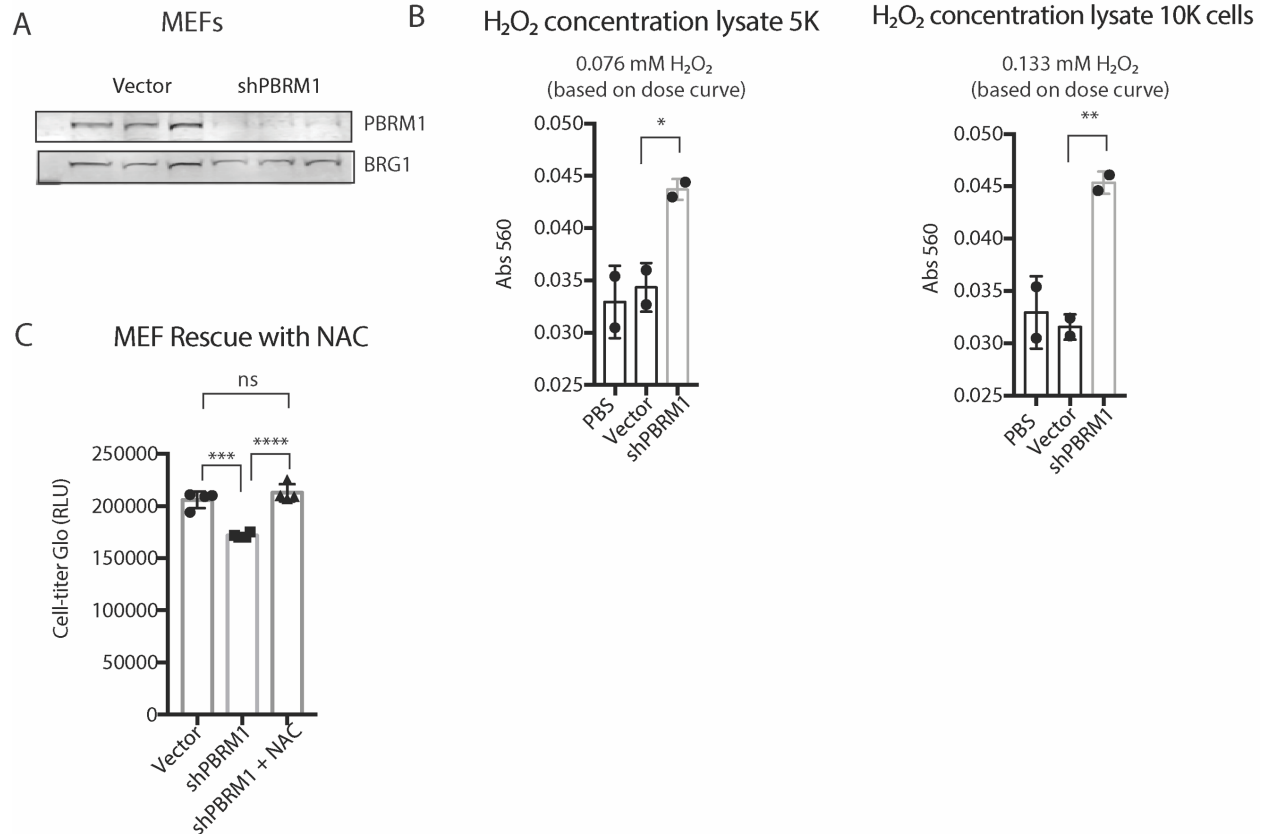 A
MEFs
Vector
shPBRM1
PBRM1
BRG1
B
H₂O₂ concentration lysate 5K
0.076 mM H₂O₂
(based on dose curve)
*
0.050
0.045
0.040
0.035
0.030
0.025
Abs 560
PBS
Vector
shPBRM1
H₂O₂ concentration lysate 10K cells
0.133 mM H₂O₂
(based on dose curve)
**
0.050
0.045
0.040
0.035
0.030
0.025
Abs 560
PBS
Vector
shPBRM1
C
MEF Rescue with NAC
ns
***
****
250000
200000
150000
100000
50000
0
Cell-titer Glo (RLU)
Vector
shPBRM1
shPBRM1 + NAC